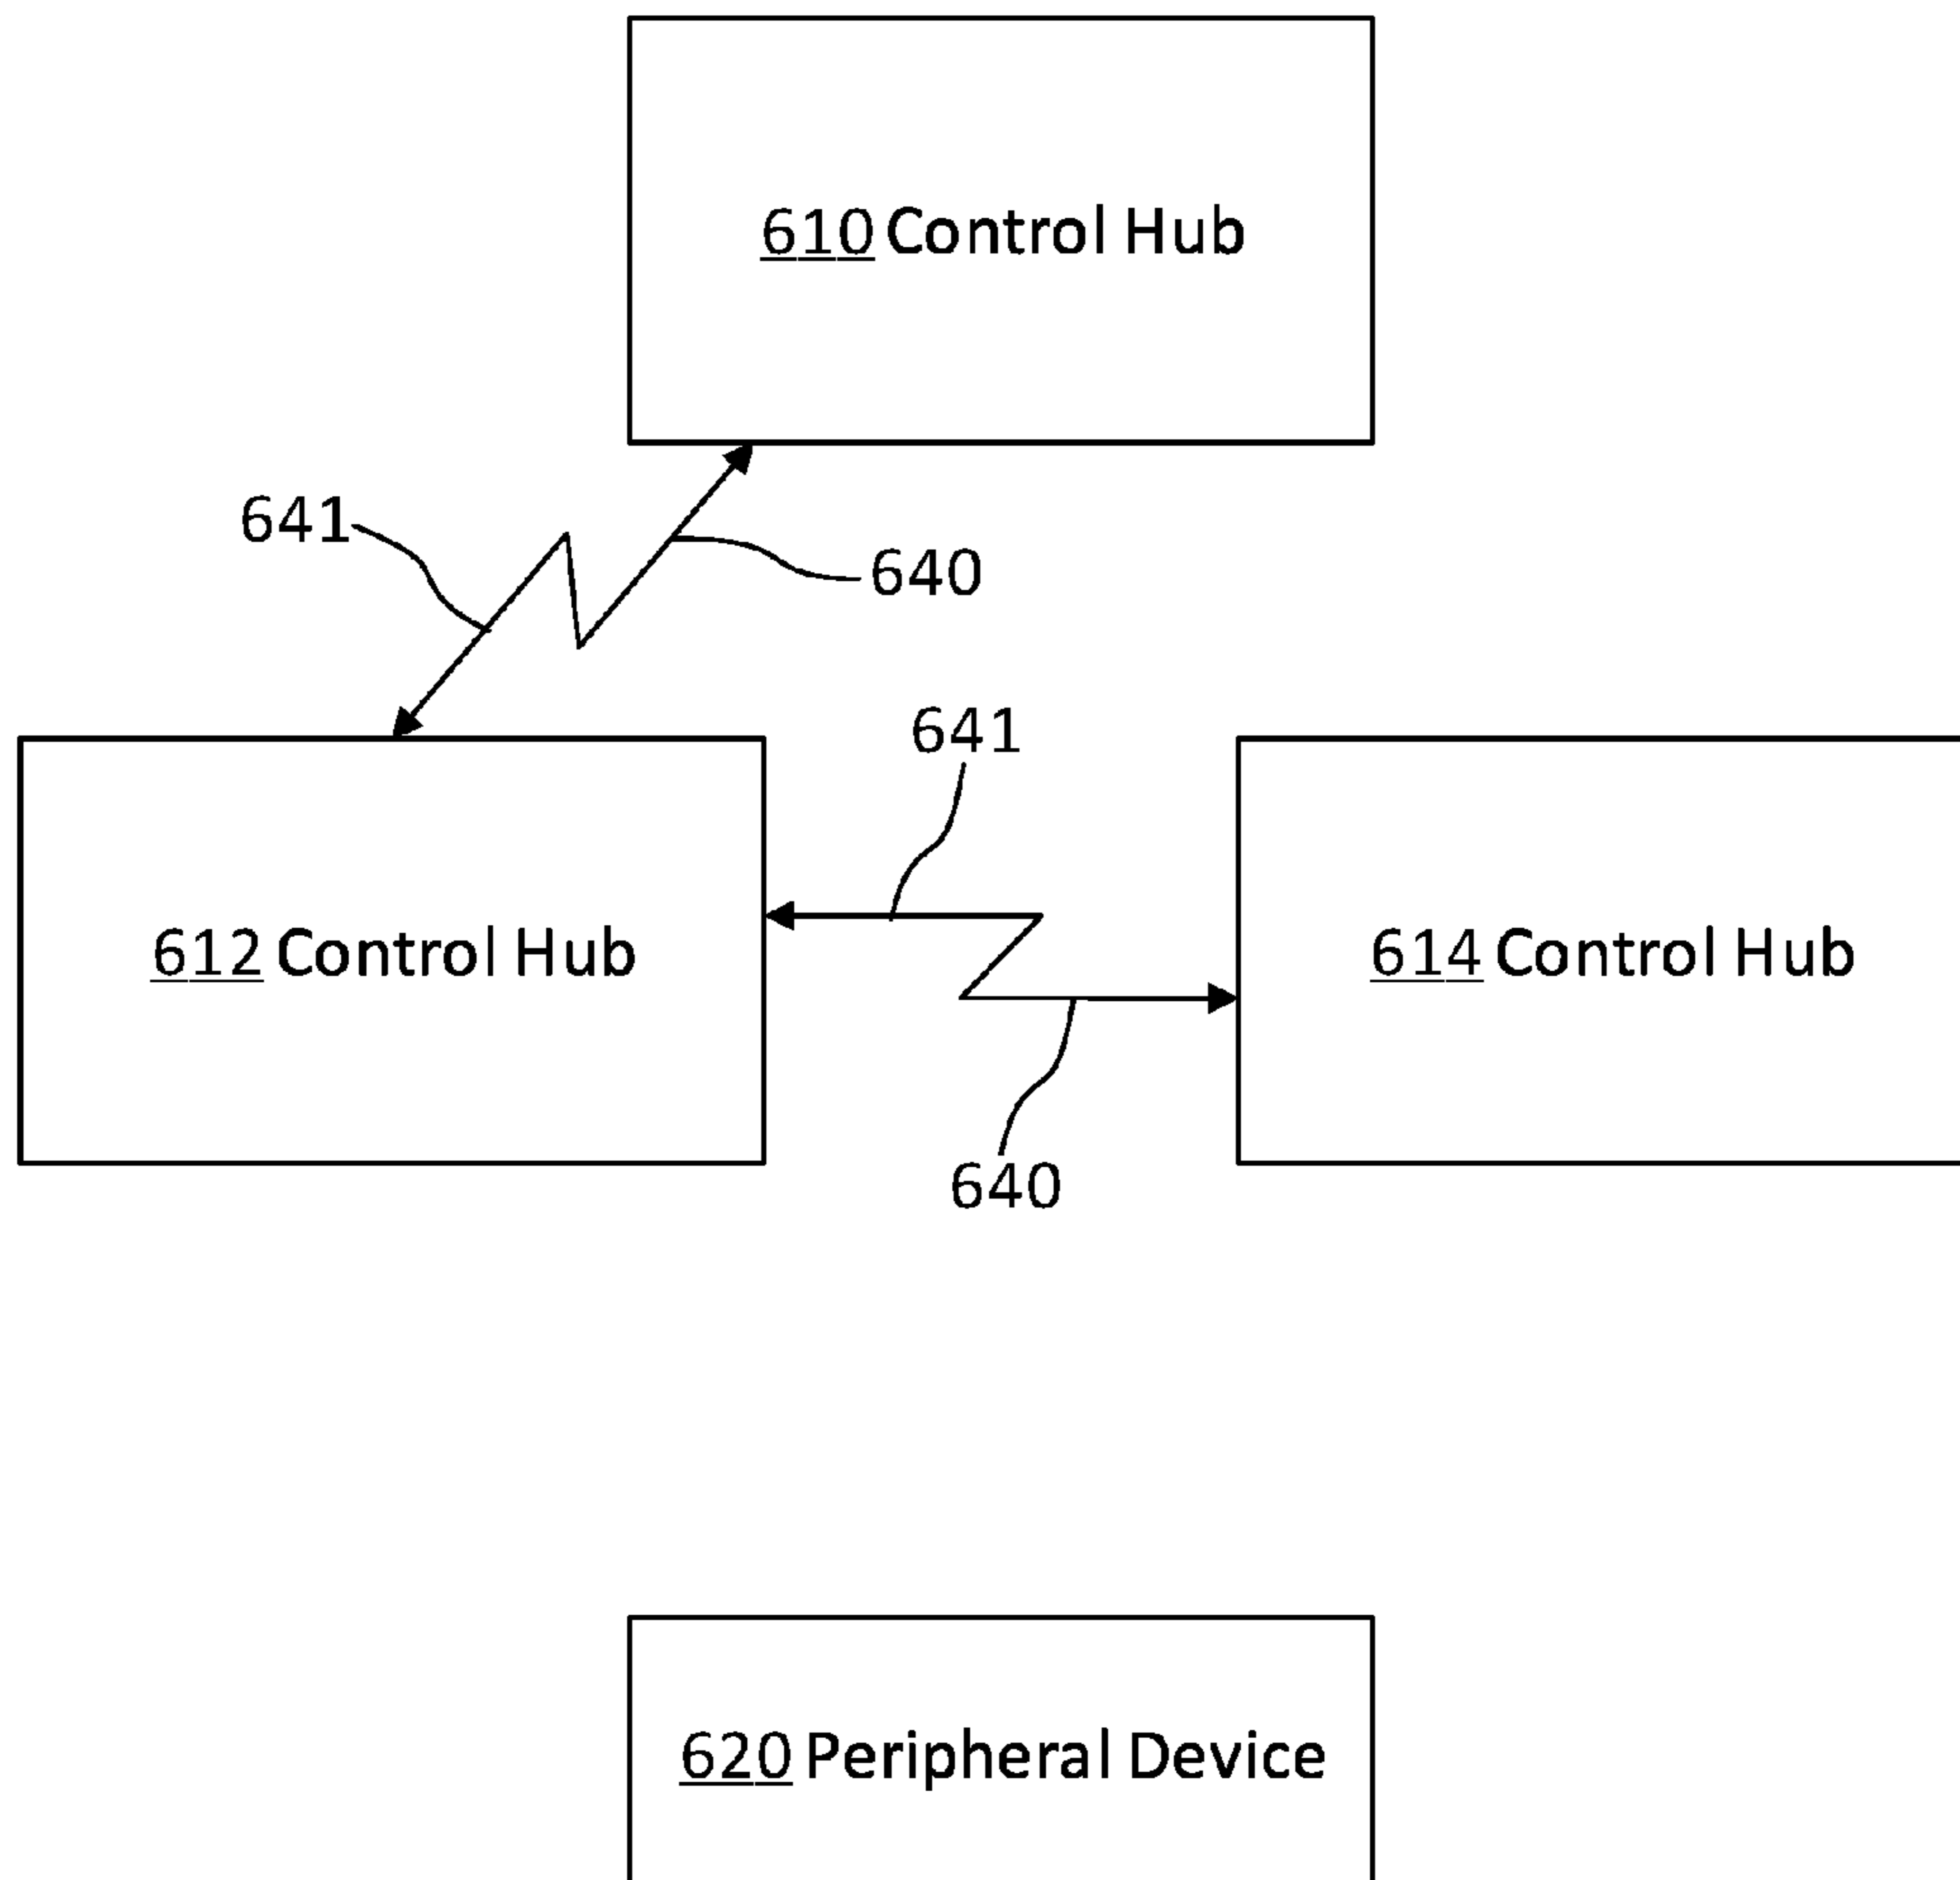 610 Control Hub
641
640
641
612 Control Hub
614 Control Hub
640
620 Peripheral Device